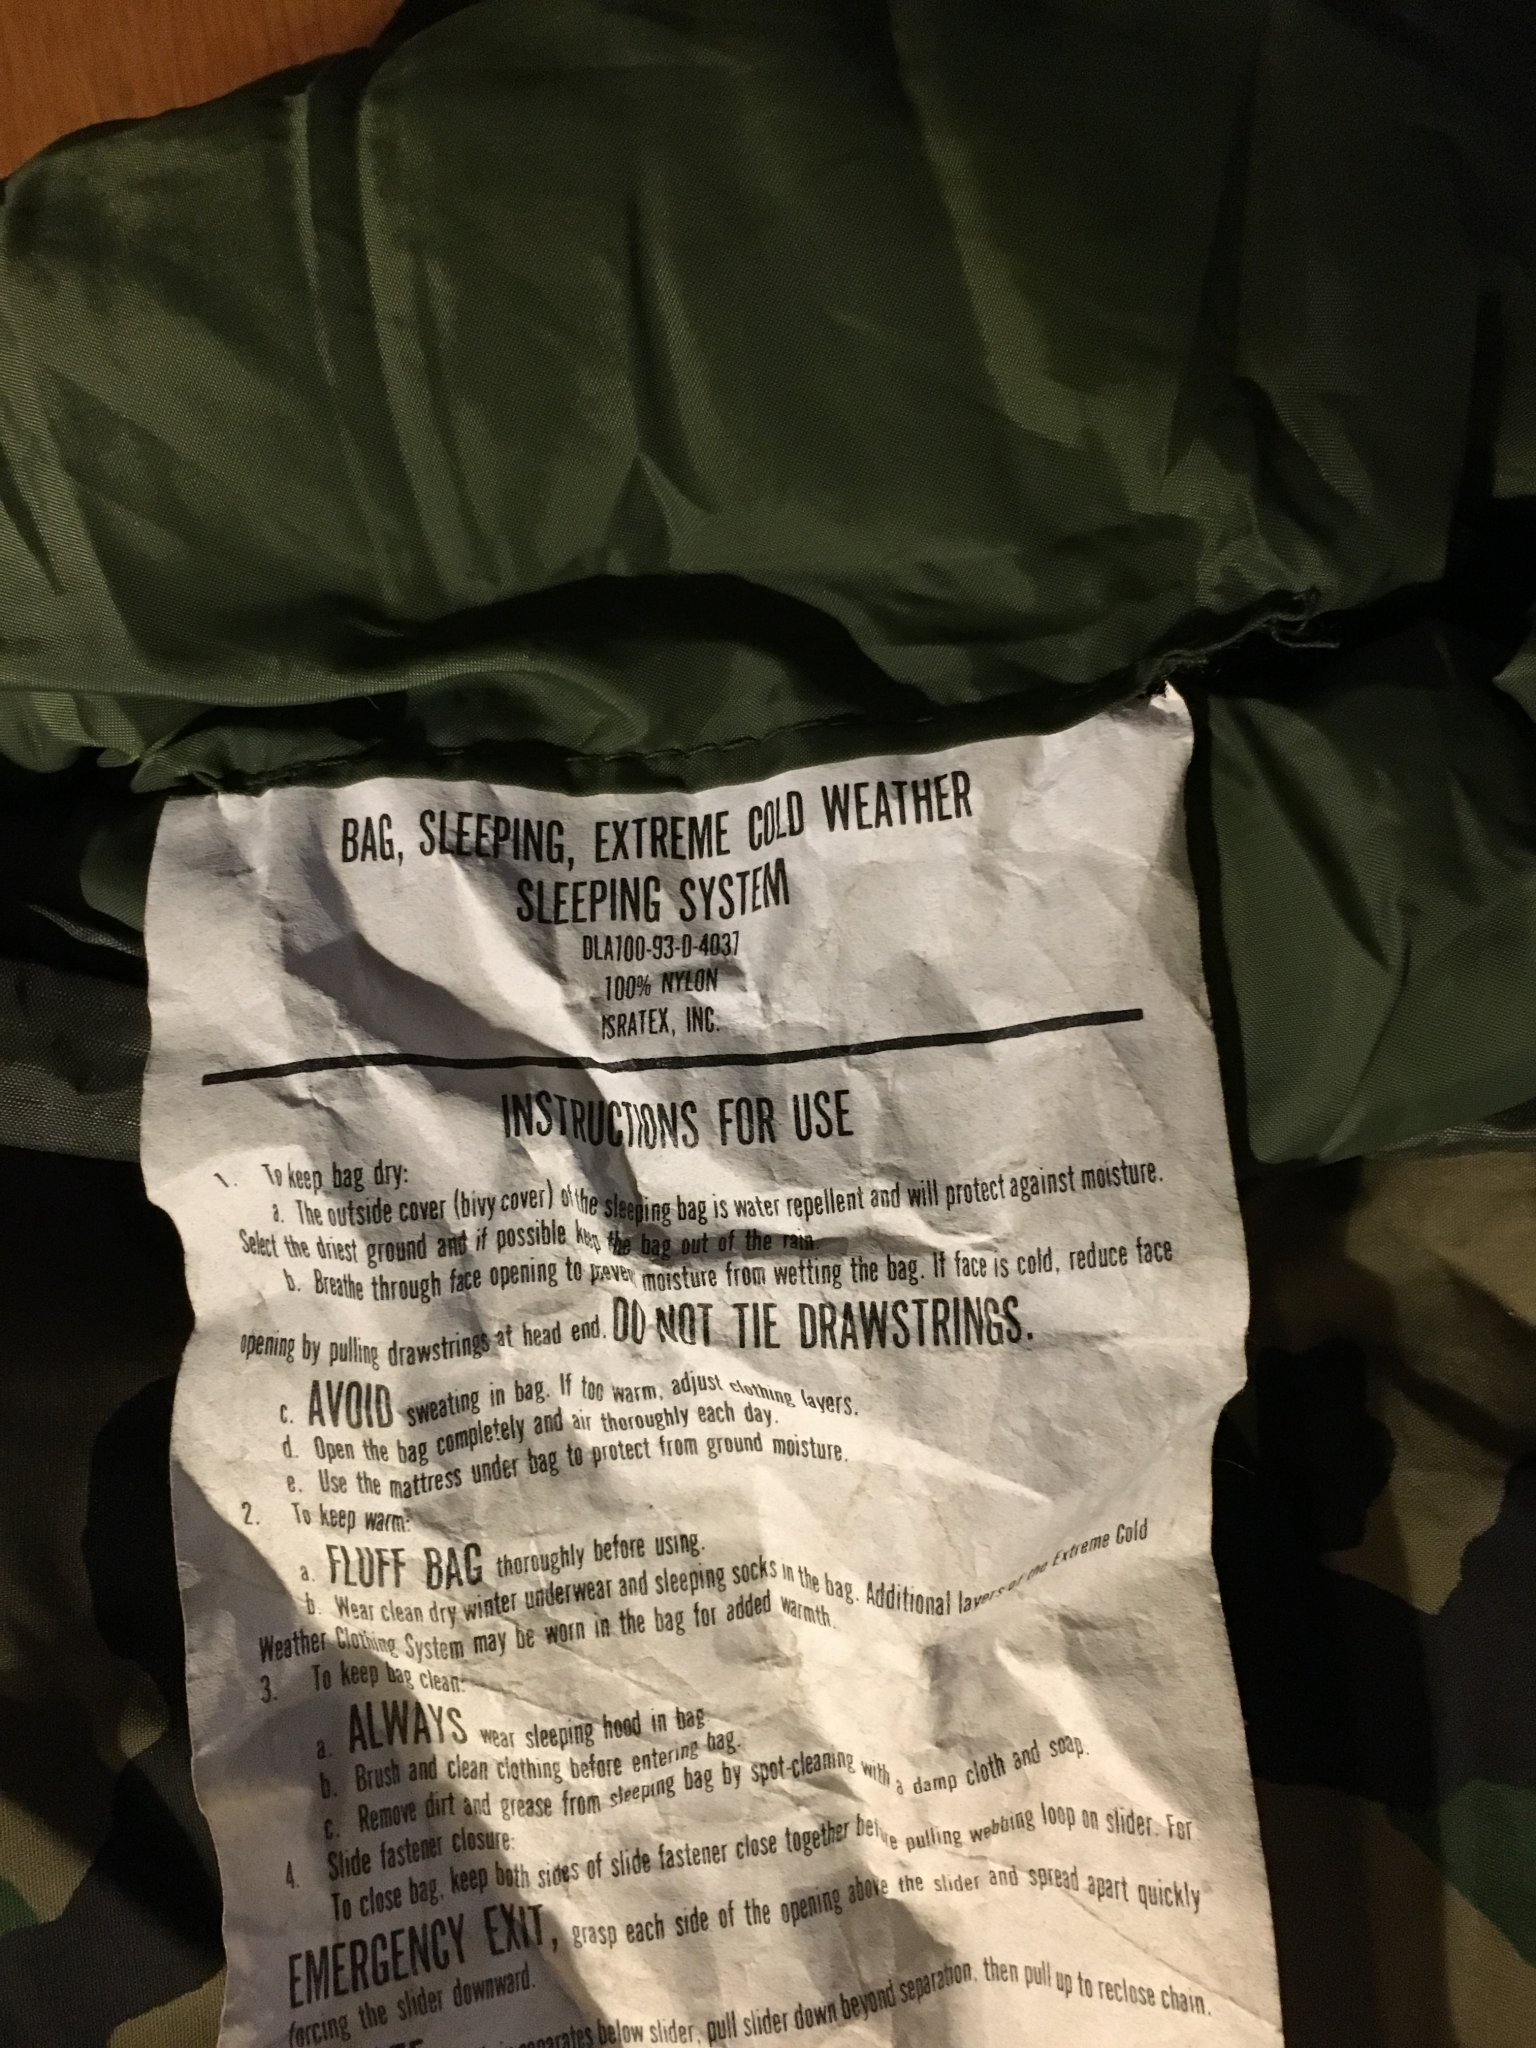 BAG, SLEEPING, EXTREME COLD WEATHER
SLEEPING SYSTEM
DLA100-93-D-4037
100% NYLON
ISRATEX, INC.
INSTRUCTIONS FOR USE
1. To keep bag dry:
a. The outside cover (bivy cover) of the sleeping bag is water repellent and will protect against moisture.
Select the driest ground and if possible keep the bag out of the rain.
b. Breathe through face opening to moisture from wetting the bag. If face is cold, reduce face
opening by pulling drawstrings at head end. DO NOT TIE DRAWSTRINGS.
c. AVOID sweating in bag. If too warm, adjust clothing layers.
d. Open the bag completely and air thoroughly each day.
e. Use the mattress under bag to protect from ground moisture.
2. To keep warm:
a. FLUFF BAG thoroughly before using.
b. Wear clean dry winter underwear and sleeping socks in the bag. Additional layers of the Extreme Cold
Weather Clothing System may be worn in the bag for added warmth.
3. To keep bag clean:
a. ALWAYS wear sleeping hood in bag.
b. Brush and clean clothing before entering bag.
c. Remove dirt and grease from sleeping bag by spot-cleaning with a damp cloth and soap.
4. Slide fastener closure:
To close bag, keep both sides of slide fastener close together before pulling webbing loop on slider. For
EMERGENCY EXIT, grasp each side of the opening above the slider and spread apart quickly
forcing the slider downward.
below slider, pull slider down beyond separation, then pull up to reclose chain.